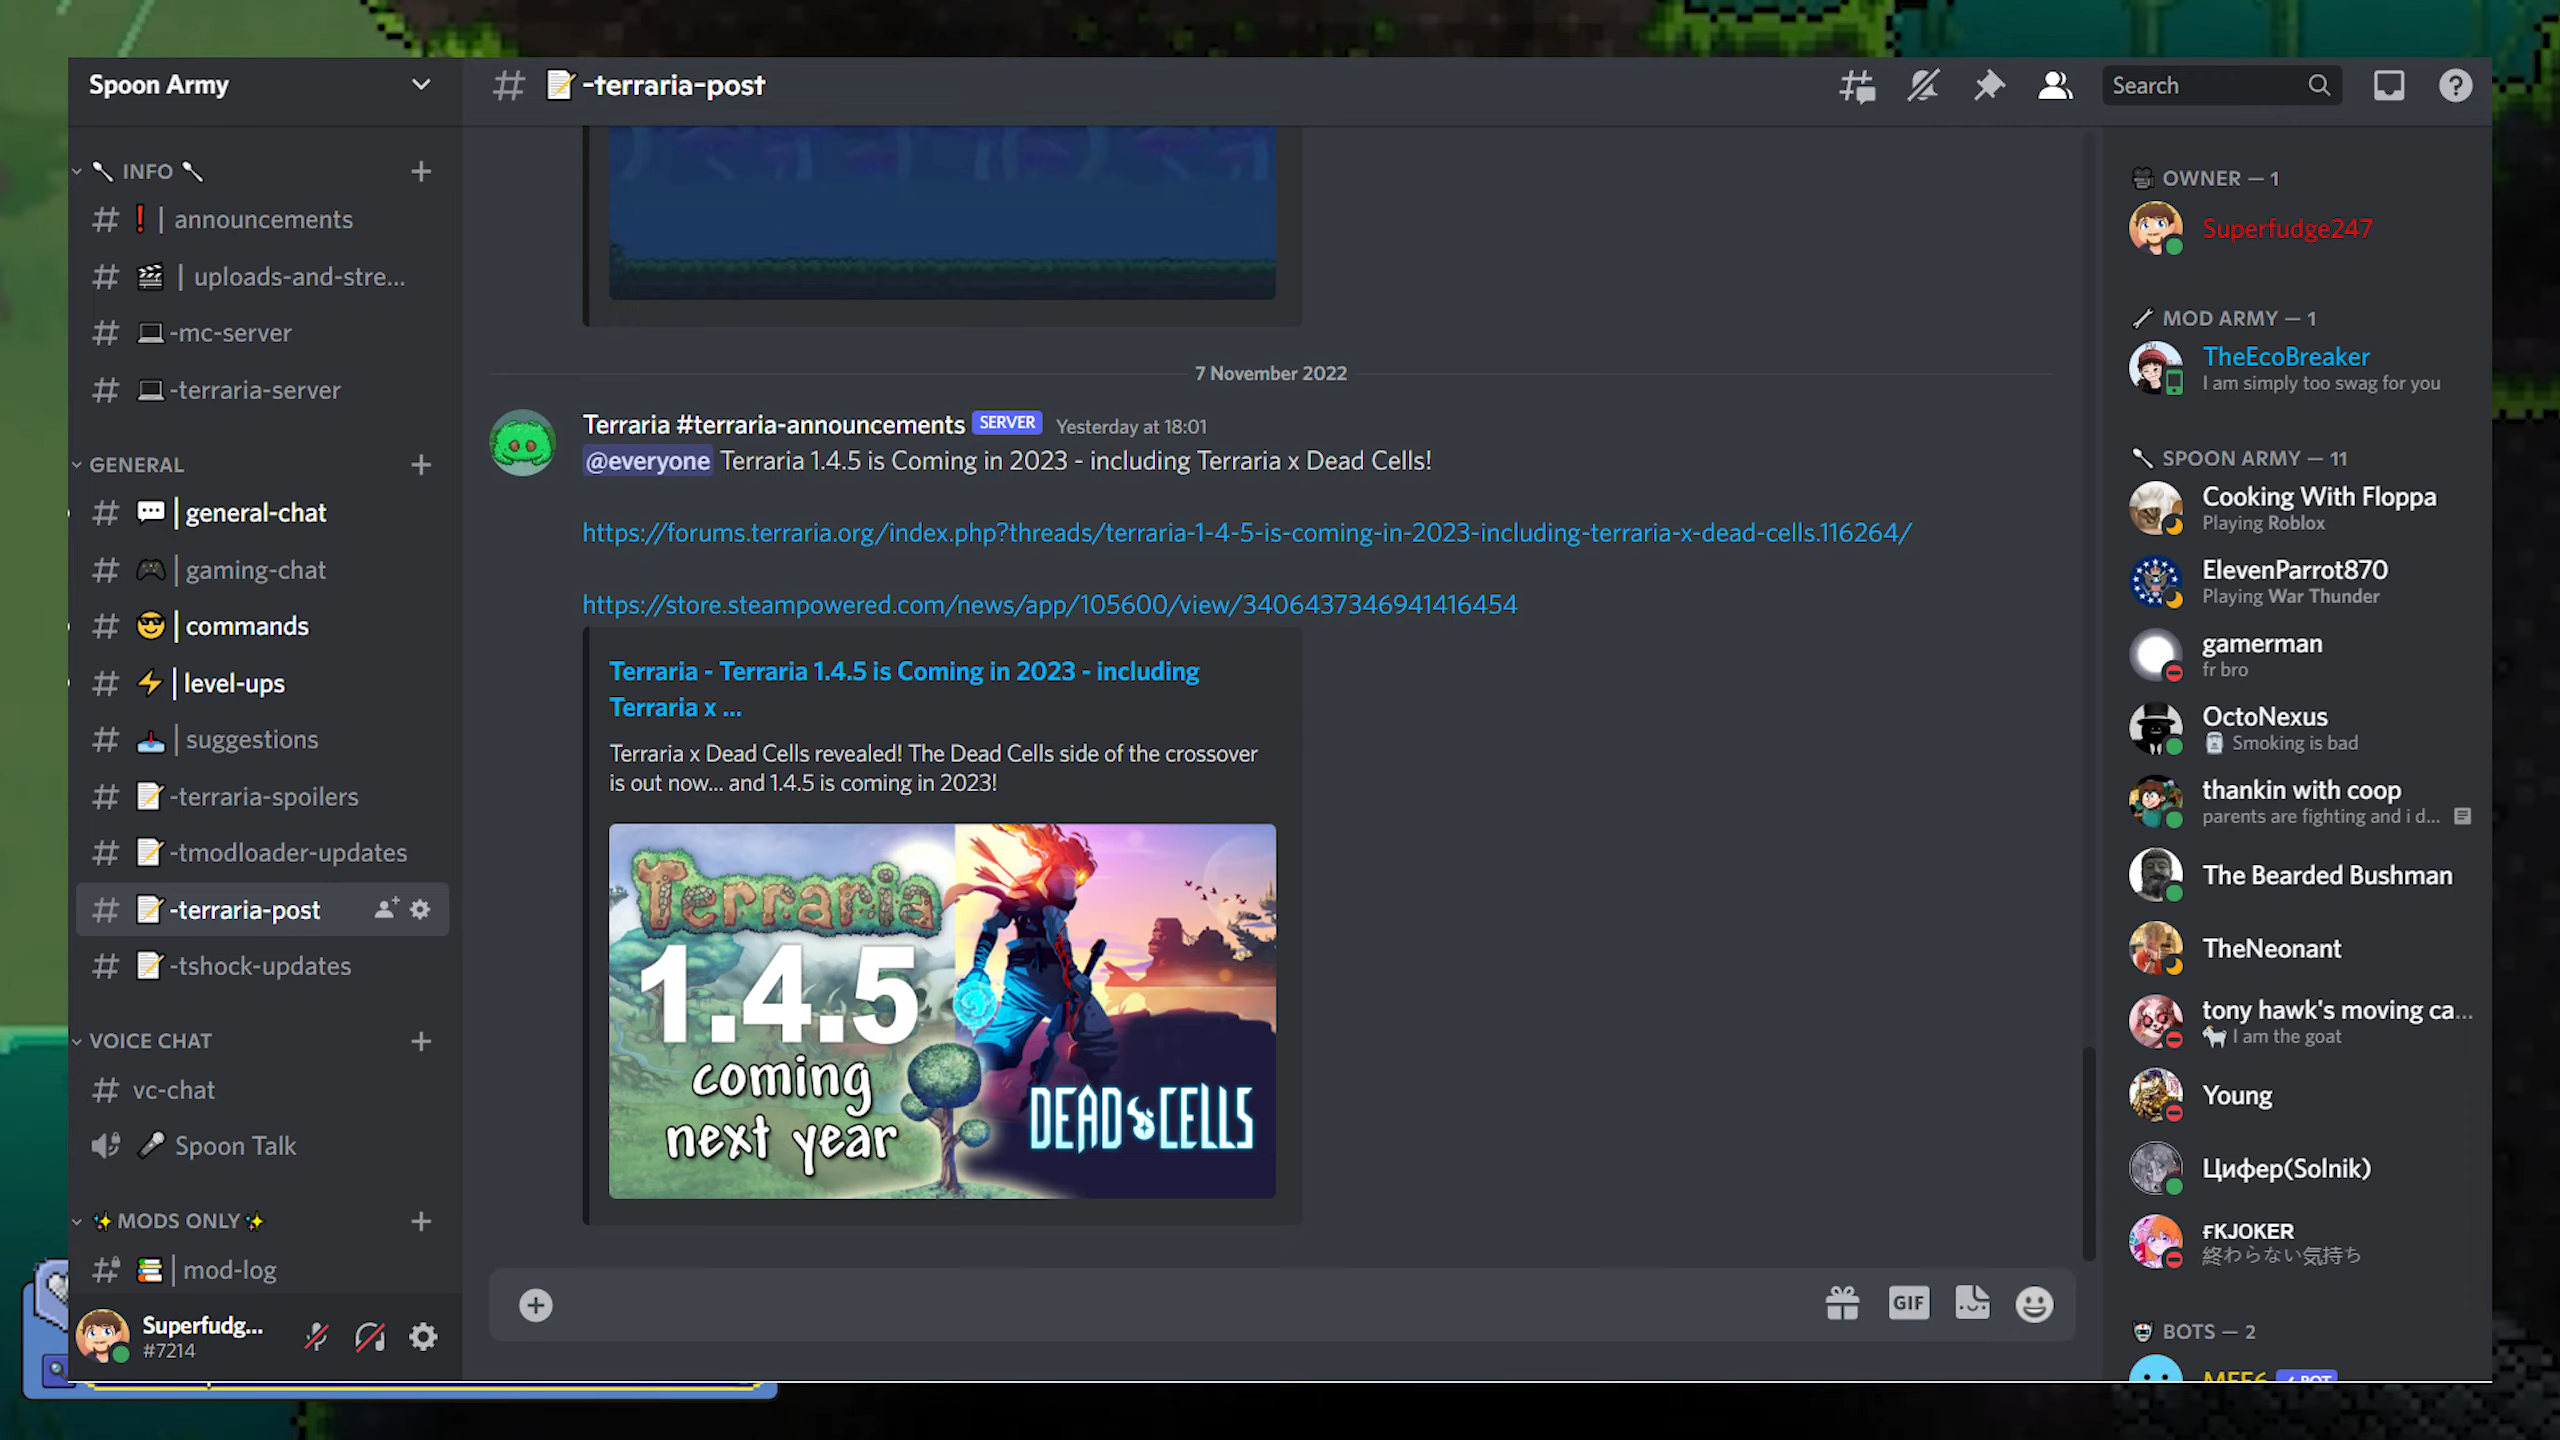 Spoon Army
INFO
| announcements
| uploads-and-stre...
-mc-server
-terraria-server
GENERAL
| general-chat
| gaming-chat
| commands
| level-ups
| suggestions
-terraria-spoilers
-tmodloader-updates
-terraria-post
-tshock-updates
VOICE CHAT
vc-chat
Spoon Talk
MODS ONLY
| mod-log
Superfudg...
#7214
-terraria-post
Search
7 November 2022
Terraria #terraria-announcements SERVER Yesterday at 18:01
@everyone Terraria 1.4.5 is Coming in 2023 - including Terraria x Dead Cells!
https://forums.terraria.org/index.php?threads/terraria-1-4-5-is-coming-in-2023-including-terraria-x-dead-cells.116264/
https://store.steampowered.com/news/app/105600/view/3406437346941416454
Terraria - Terraria 1.4.5 is Coming in 2023 - including
Terraria x ...
Terraria x Dead Cells revealed! The Dead Cells side of the crossover
is out now... and 1.4.5 is coming in 2023!
Terraria
1.4.5
coming
next year
DEAD CELLS
GIF
OWNER — 1
Superfudge247
MOD ARMY — 1
TheEcoBreaker
I am simply too swag for you
SPOON ARMY — 11
Cooking With Floppa
Playing Roblox
ElevenParrot870
Playing War Thunder
gamerman
fr bro
OctoNexus
Smoking is bad
thankin with coop
parents are fighting and i d...
The Bearded Bushman
TheNeonant
tony hawk's moving ca...
I am the goat
Young
Цифер(Solnik)
ғKJOKER
終わらない気持ち
BOTS — 2
MEE6 BOT